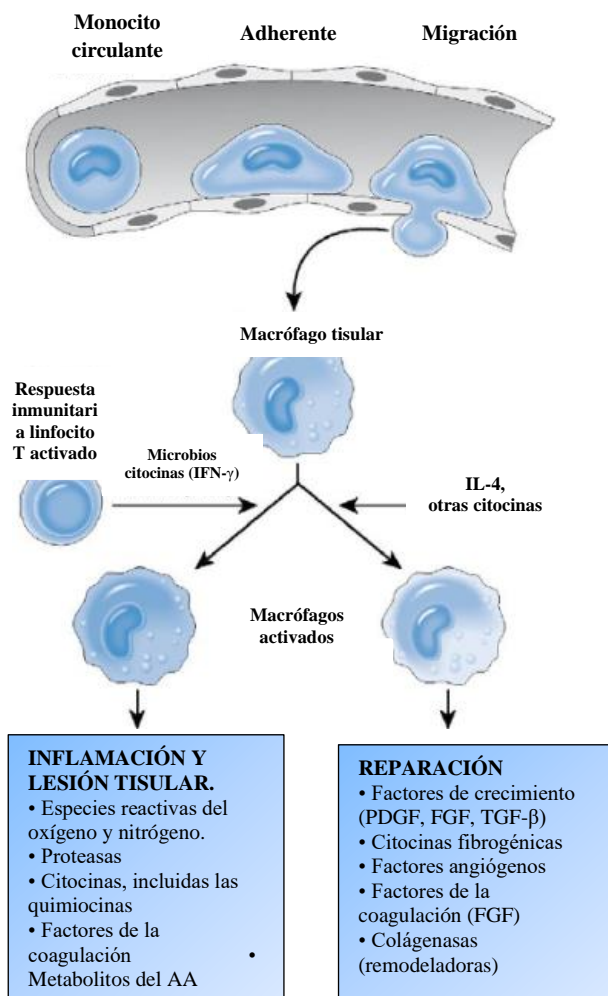 Monocito
circulante
Adherente
Migración
Macrófago tisular
Respuesta
inmunitari
a linfocito
T activado
Microbios
citocinas (IFN-γ)
IL-4,
otras citocinas
Macrófagos
activados
INFLAMACIÓN Y
LESIÓN TISULAR.
• Especies reactivas del
oxígeno y nitrógeno.
• Proteasas
• Citocinas, incluidas las
quimiocinas
• Factores de la
coagulación •
Metabolitos del AA
REPARACIÓN
• Factores de crecimiento
(PDGF, FGF, TGF-β)
• Citocinas fibrogénicas
• Factores angiógenos
• Factores de la
coagulación (FGF)
• Colágenasas
(remodeladoras)